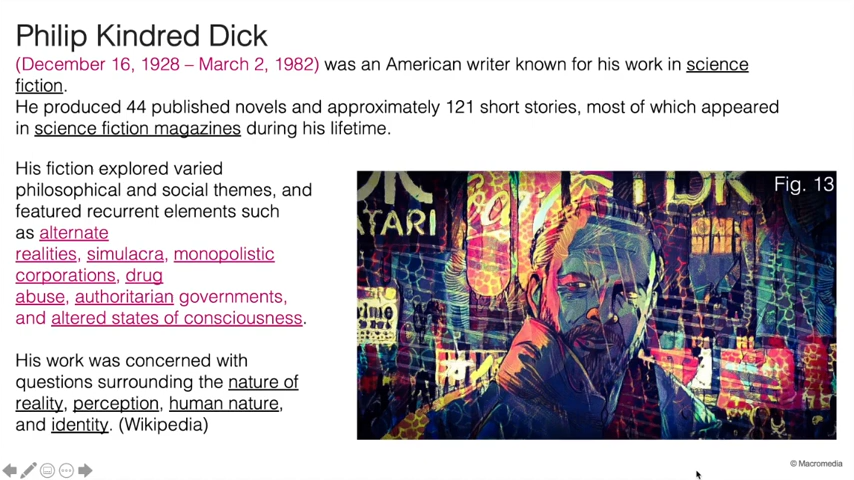 Philip Kindred Dick
(December 16, 1928 – March 2, 1982) was an American writer known for his work in science
fiction.
He produced 44 published novels and approximately 121 short stories, most of which appeared
in science fiction magazines during his lifetime.
His fiction explored varied
philosophical and social themes, and
featured recurrent elements such
as alternate
realities, simulacra, monopolistic
corporations, drug
abuse, authoritarian governments,
and altered states of consciousness.
His work was concerned with
questions surrounding the nature of
reality, perception, human nature,
and identity. (Wikipedia)
Fig. 13
TDK
ATARI
© Macromedia